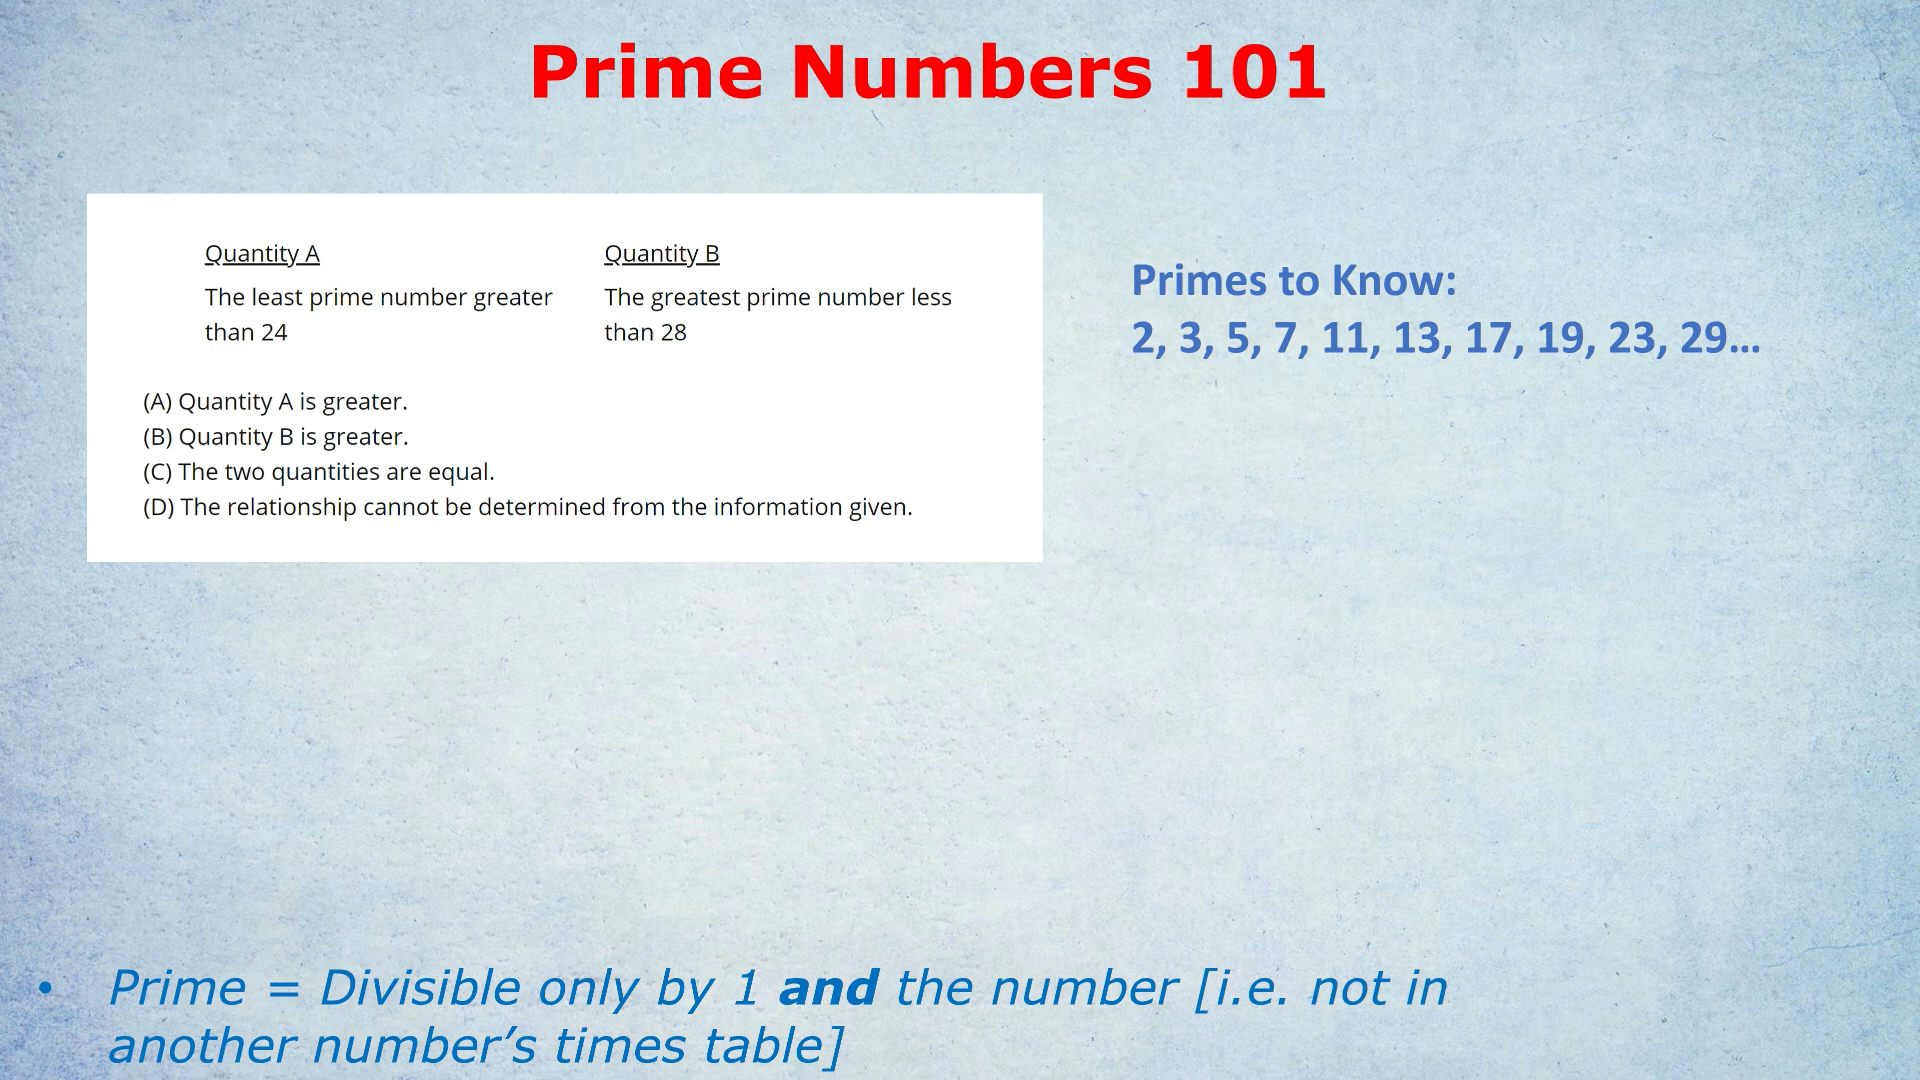 Prime Numbers 101
Quantity A
The least prime number greater
than 24
Quantity B
The greatest prime number less
than 28
(A) Quantity A is greater.
(B) Quantity B is greater.
(C) The two quantities are equal.
(D) The relationship cannot be determined from the information given.
Primes to Know:
2, 3, 5, 7, 11, 13, 17, 19, 23, 29…
• Prime = Divisible only by 1 and the number [i.e. not in
another number’s times table]